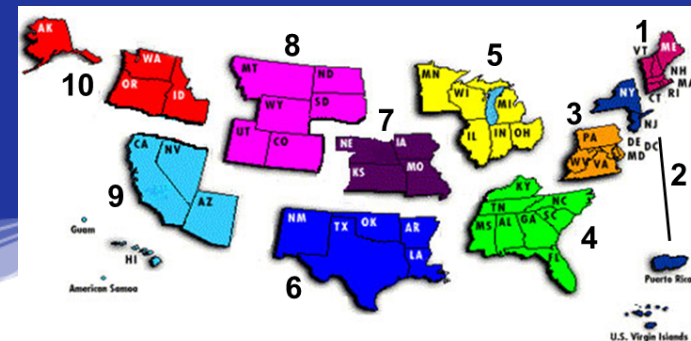 AK
10
WA
OR
ID
8
MT
ND
SD
WY
UT
CO
5
MN
WI
MI
IL
IN
OH
1
VT
ME
NH
MA
RI
CT
NY
NJ
3
PA
WV
VA
DE
MD
DC
2
7
NE
IA
KS
MO
9
CA
NV
AZ
Guam
HI
American Samoa
6
NM
TX
OK
AR
LA
4
KY
TN
NC
SC
MS
AL
GA
FL
Puerto Rico
U.S. Virgin Islands